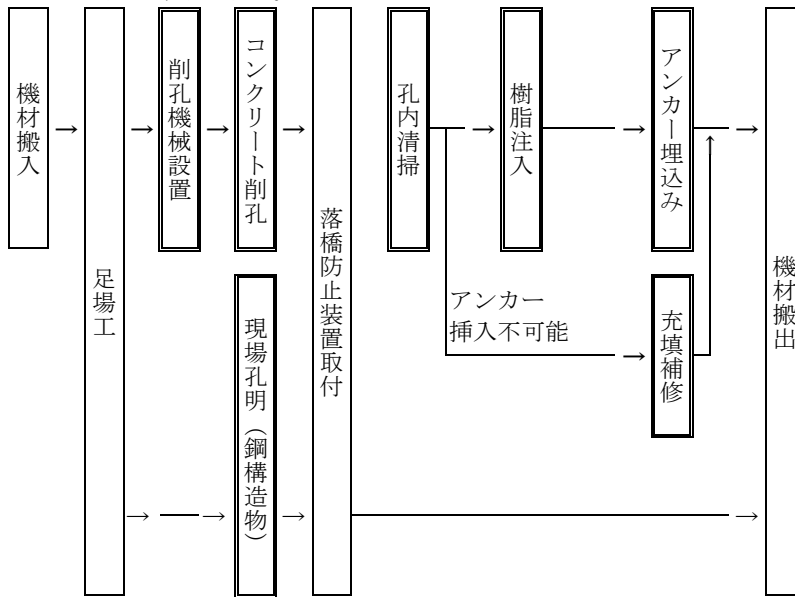 機材搬入
足場工
削孔機械設置
コンクリート削孔
現場孔明（鋼構造物）
落橋防止装置取付
孔内清掃
アンカー
挿入不可能
樹脂注入
アンカー埋込み
充填補修
機材搬出